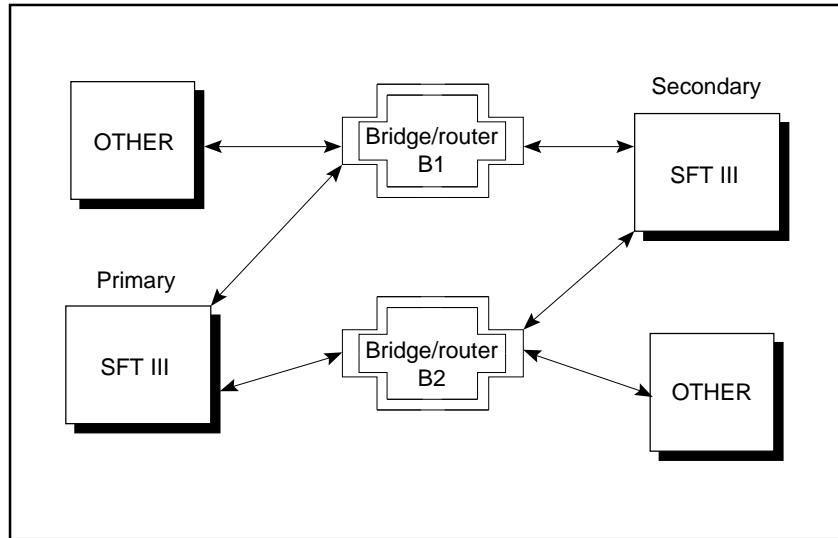 Secondary
OTHER
Bridge/router
B1
SFT III
Primary
SFT III
Bridge/router
B2
OTHER